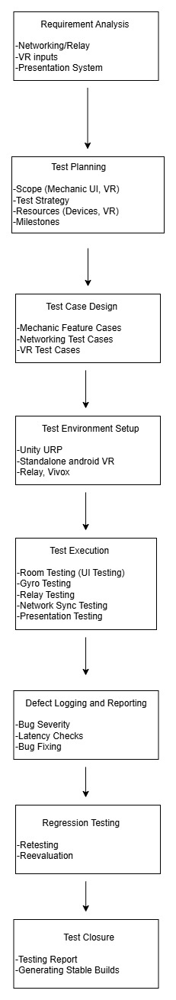 Requirement Analysis
-Networking/Relay
-VR inputs
-Presentation System
Test Planning
-Scope (Mechanic UI, VR)
-Test Strategy
-Resources (Devices, VR)
-Milestones
Test Case Design
-Mechanic Feature Cases
-Networking Test Cases
-VR Test Cases
Test Environment Setup
-Unity URP
-Standalone android VR
-Relay, Vivox
Test Execution
-Room Testing (UI Testing)
-Gyro Testing
-Relay Testing
-Network Sync Testing
-Presentation Testing
Defect Logging and Reporting
-Bug Severity
-Latency Checks
-Bug Fixing
Regression Testing
-Retesting
-Reevaluation
Test Closure
-Testing Report
-Generating Stable Builds